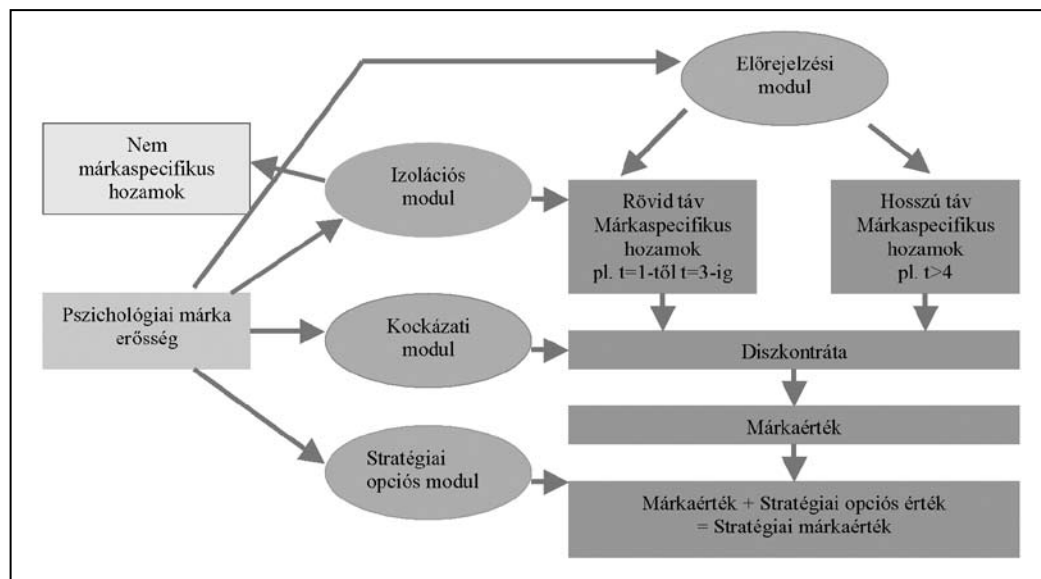 Előrejelzési
modul
Nem
márkaspecifikus
hozamok
Izolációs
modul
Rövid táv
Márkaspecifikus
hozamok
pl. t=1-től t=3-ig
Hosszú táv
Márkaspecifikus
hozamok
pl. t>4
Pszichológiai márka
erősség
Kockázati
modul
Diszkontráta
Márkaérték
Stratégiai
opciós modul
Márkaérték + Stratégiai opciós érték
= Stratégiai márkaérték